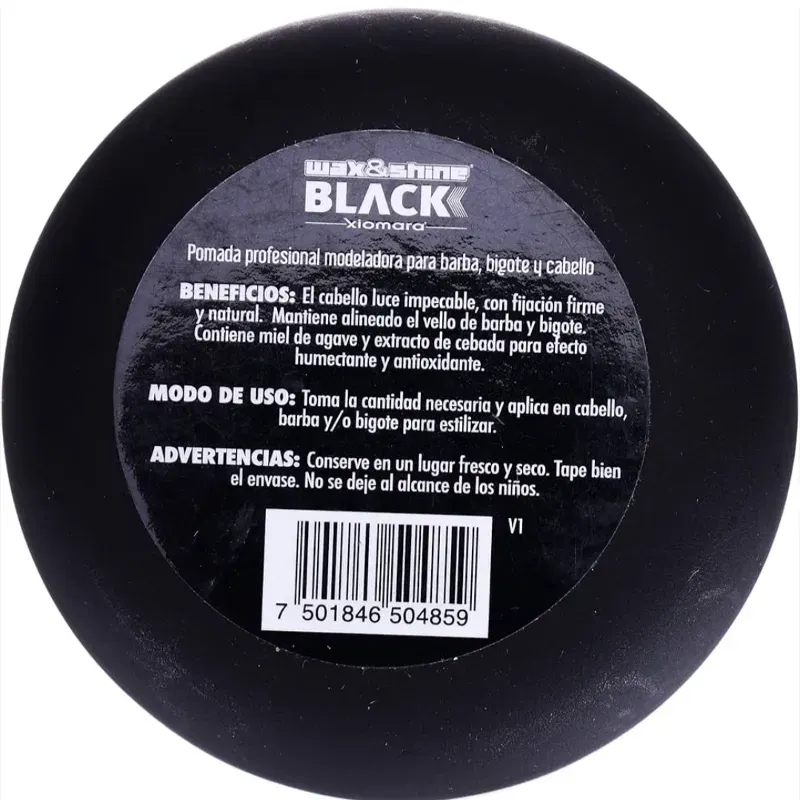 wax&shine®
BLACK
xiomara®
Pomada profesional modeladora para barba, bigote y cabello
BENEFICIOS: El cabello luce impecable, con fijación firme
y natural. Mantiene alineado el vello de barba y bigote.
Contiene miel de agave y extracto de cebada para efecto
humectante y antioxidante.
MODO DE USO: Toma la cantidad necesaria y aplica en cabello,
barba y/o bigote para estilizar.
ADVERTENCIAS: Conserve en un lugar fresco y seco. Tape bien
el envase. No se deje al alcance de los niños.
V1
7 501846 504859